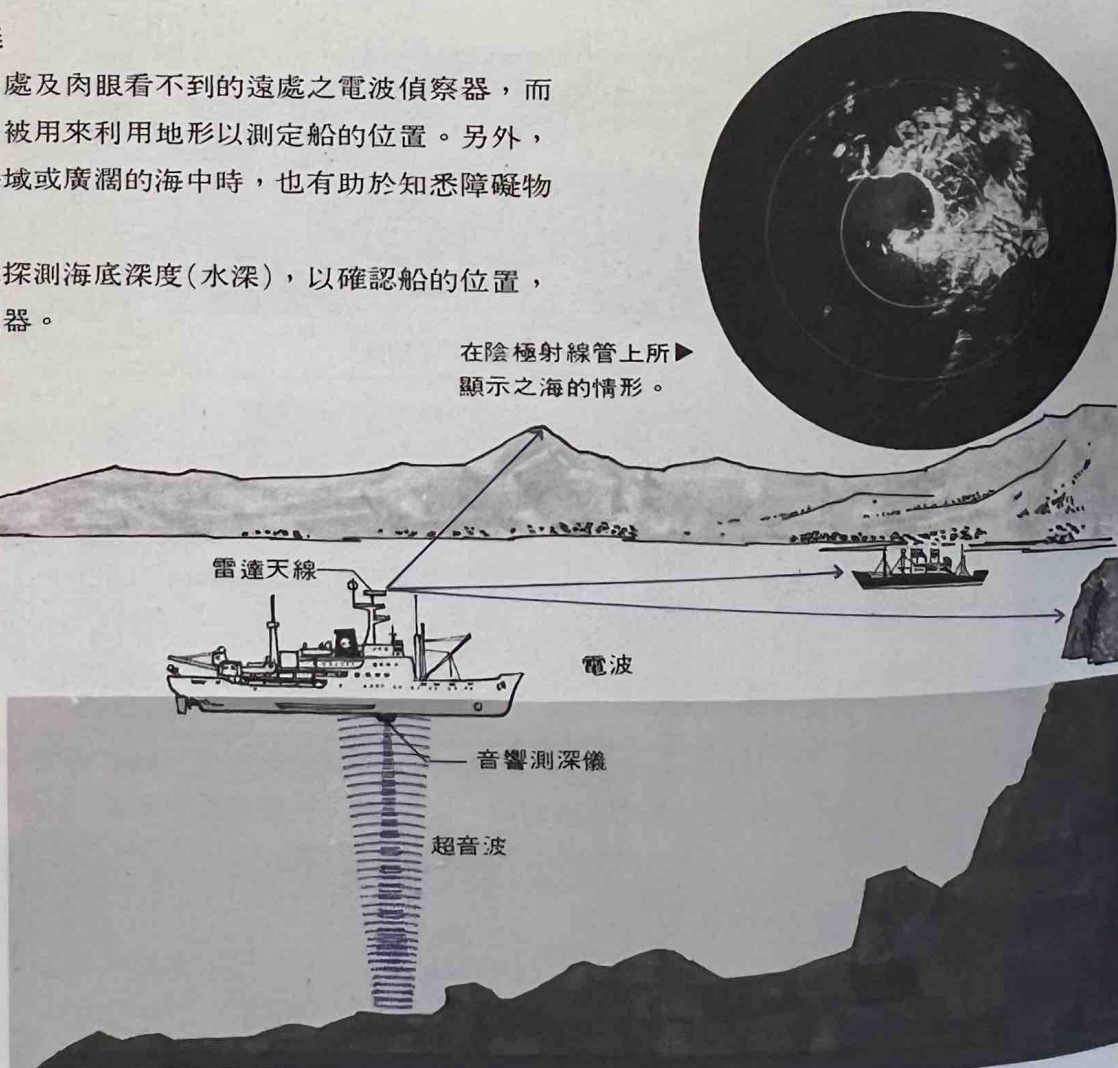 處及肉眼看不到的遠處之電波偵察器，而
被用來利用地形以測定船的位置。另外，
域或廣濶的海中時，也有助於知悉障礙物
探測海底深度(水深)，以確認船的位置，
器。
在陰極射線管上所▶
顯示之海的情形。
雷達天線
電波
音響測深儀
超音波